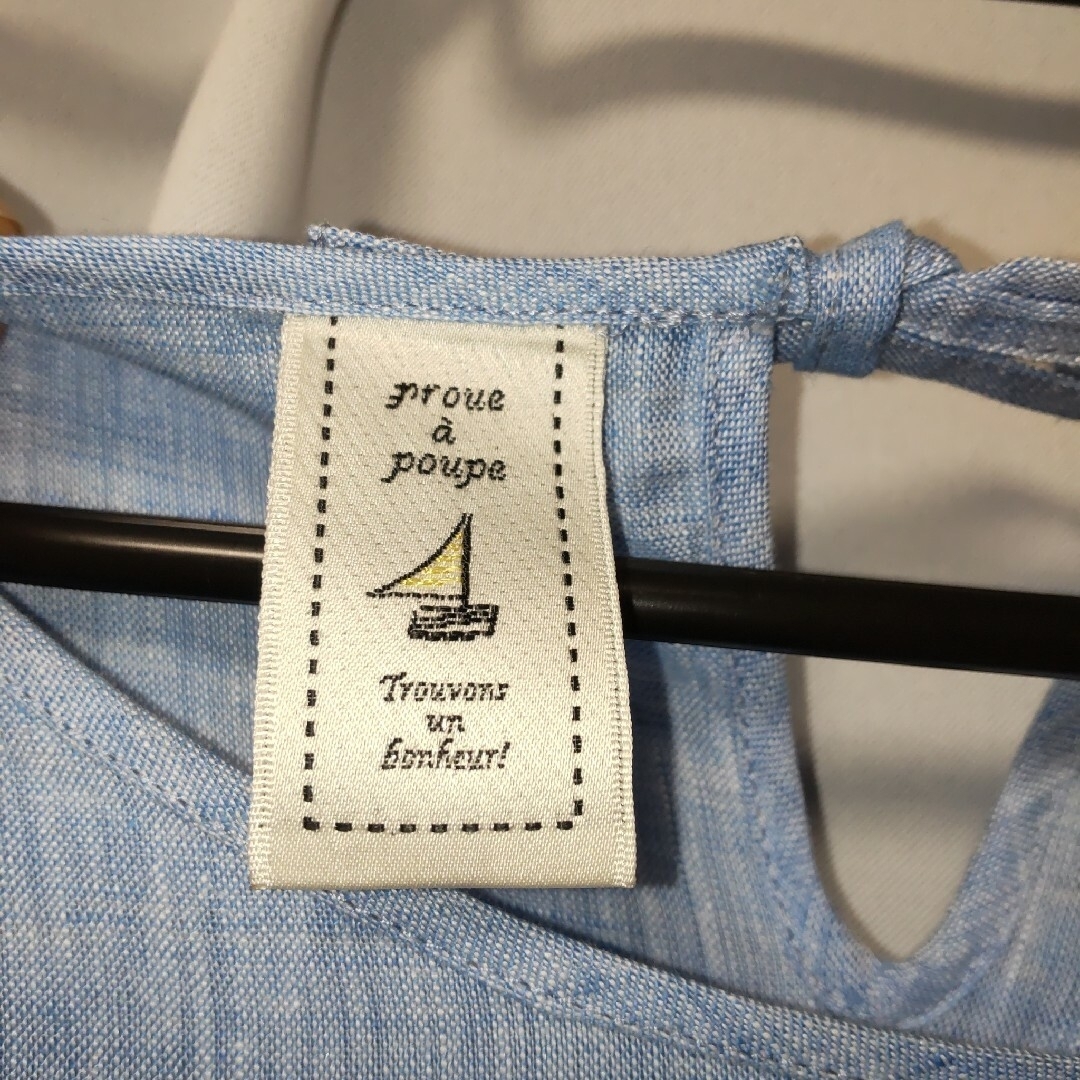 proue
à
poupe
Trouvons
un
bonheur!